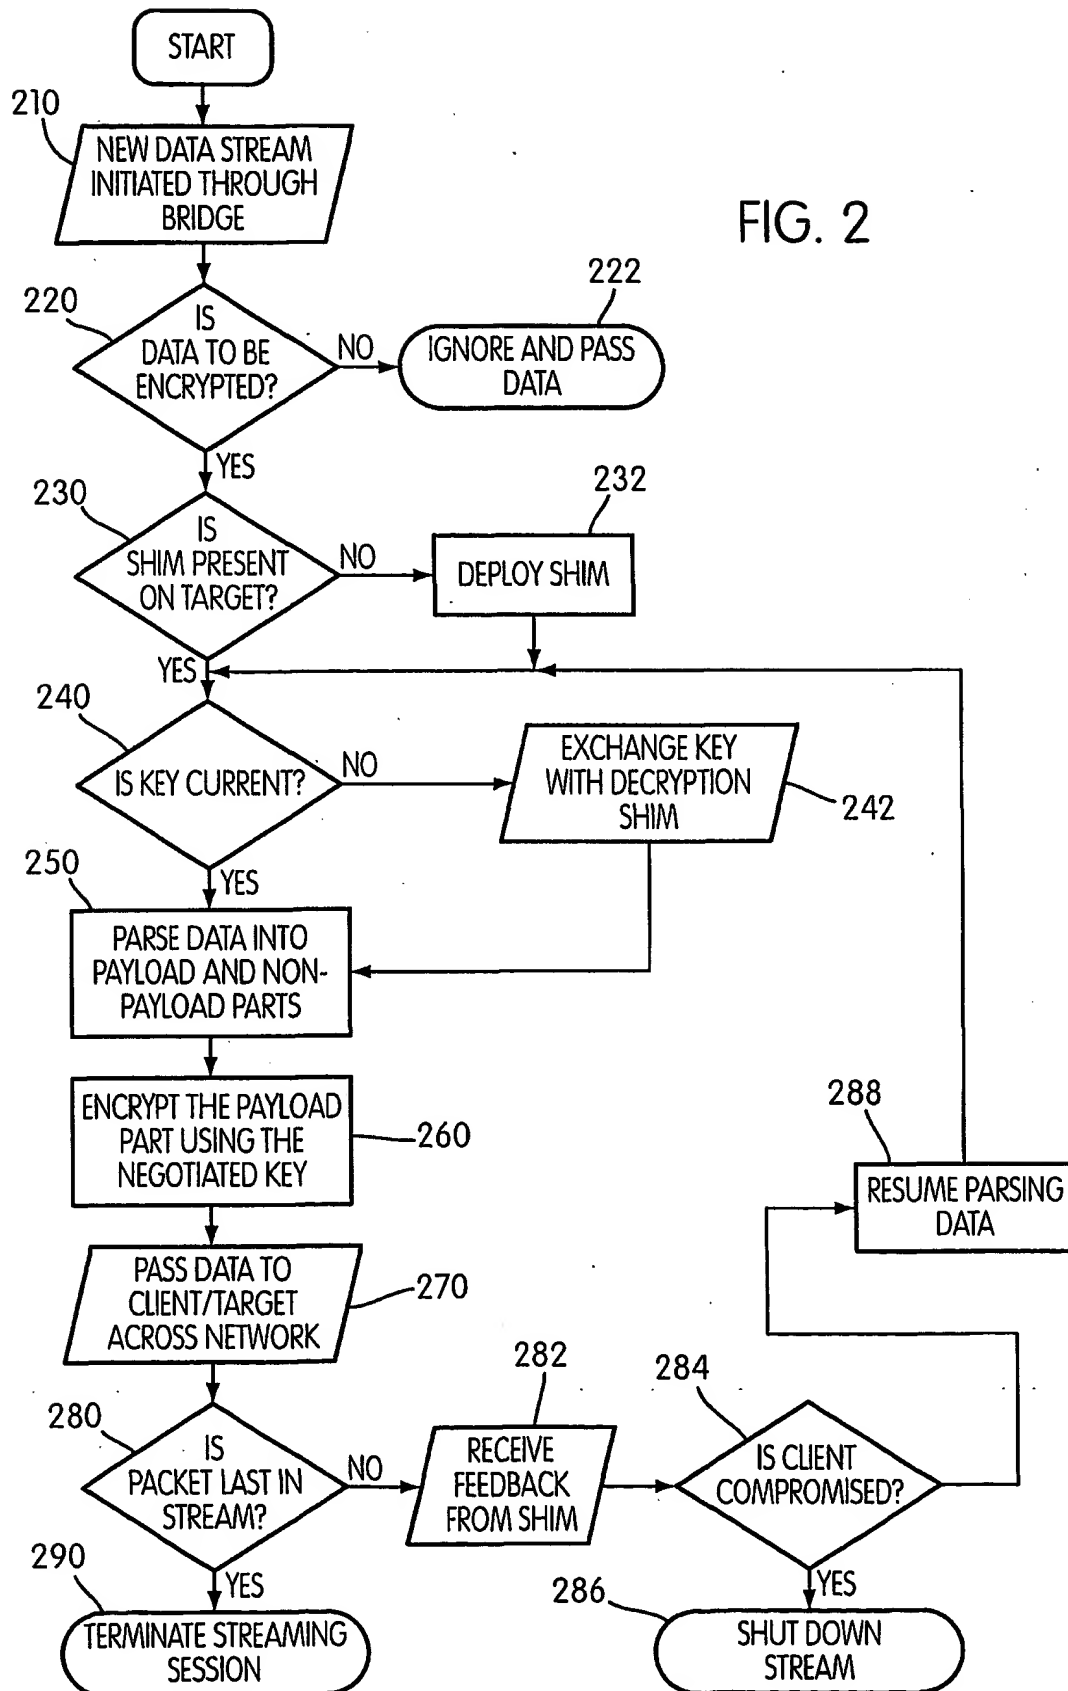 START
210
NEW DATA STREAM
INITIATED THROUGH
BRIDGE
FIG. 2
220
IS
DATA TO BE
ENCRYPTED?
NO
222
IGNORE AND PASS
DATA
YES
230
IS
SHIM PRESENT
ON TARGET?
NO
232
DEPLOY SHIM
YES
240
IS KEY CURRENT?
NO
EXCHANGE KEY
WITH DECRYPTION
SHIM
242
YES
250
PARSE DATA INTO
PAYLOAD AND NON-
PAYLOAD PARTS
ENCRYPT THE PAYLOAD
PART USING THE
NEGOTIATED KEY
260
288
RESUME PARSING
DATA
PASS DATA TO
CLIENT/TARGET
ACROSS NETWORK
270
280
IS
PACKET LAST IN
STREAM?
NO
282
RECEIVE
FEEDBACK
FROM SHIM
284
IS CLIENT
COMPROMISED?
YES
290
TERMINATE STREAMING
SESSION
YES
286
SHUT DOWN
STREAM